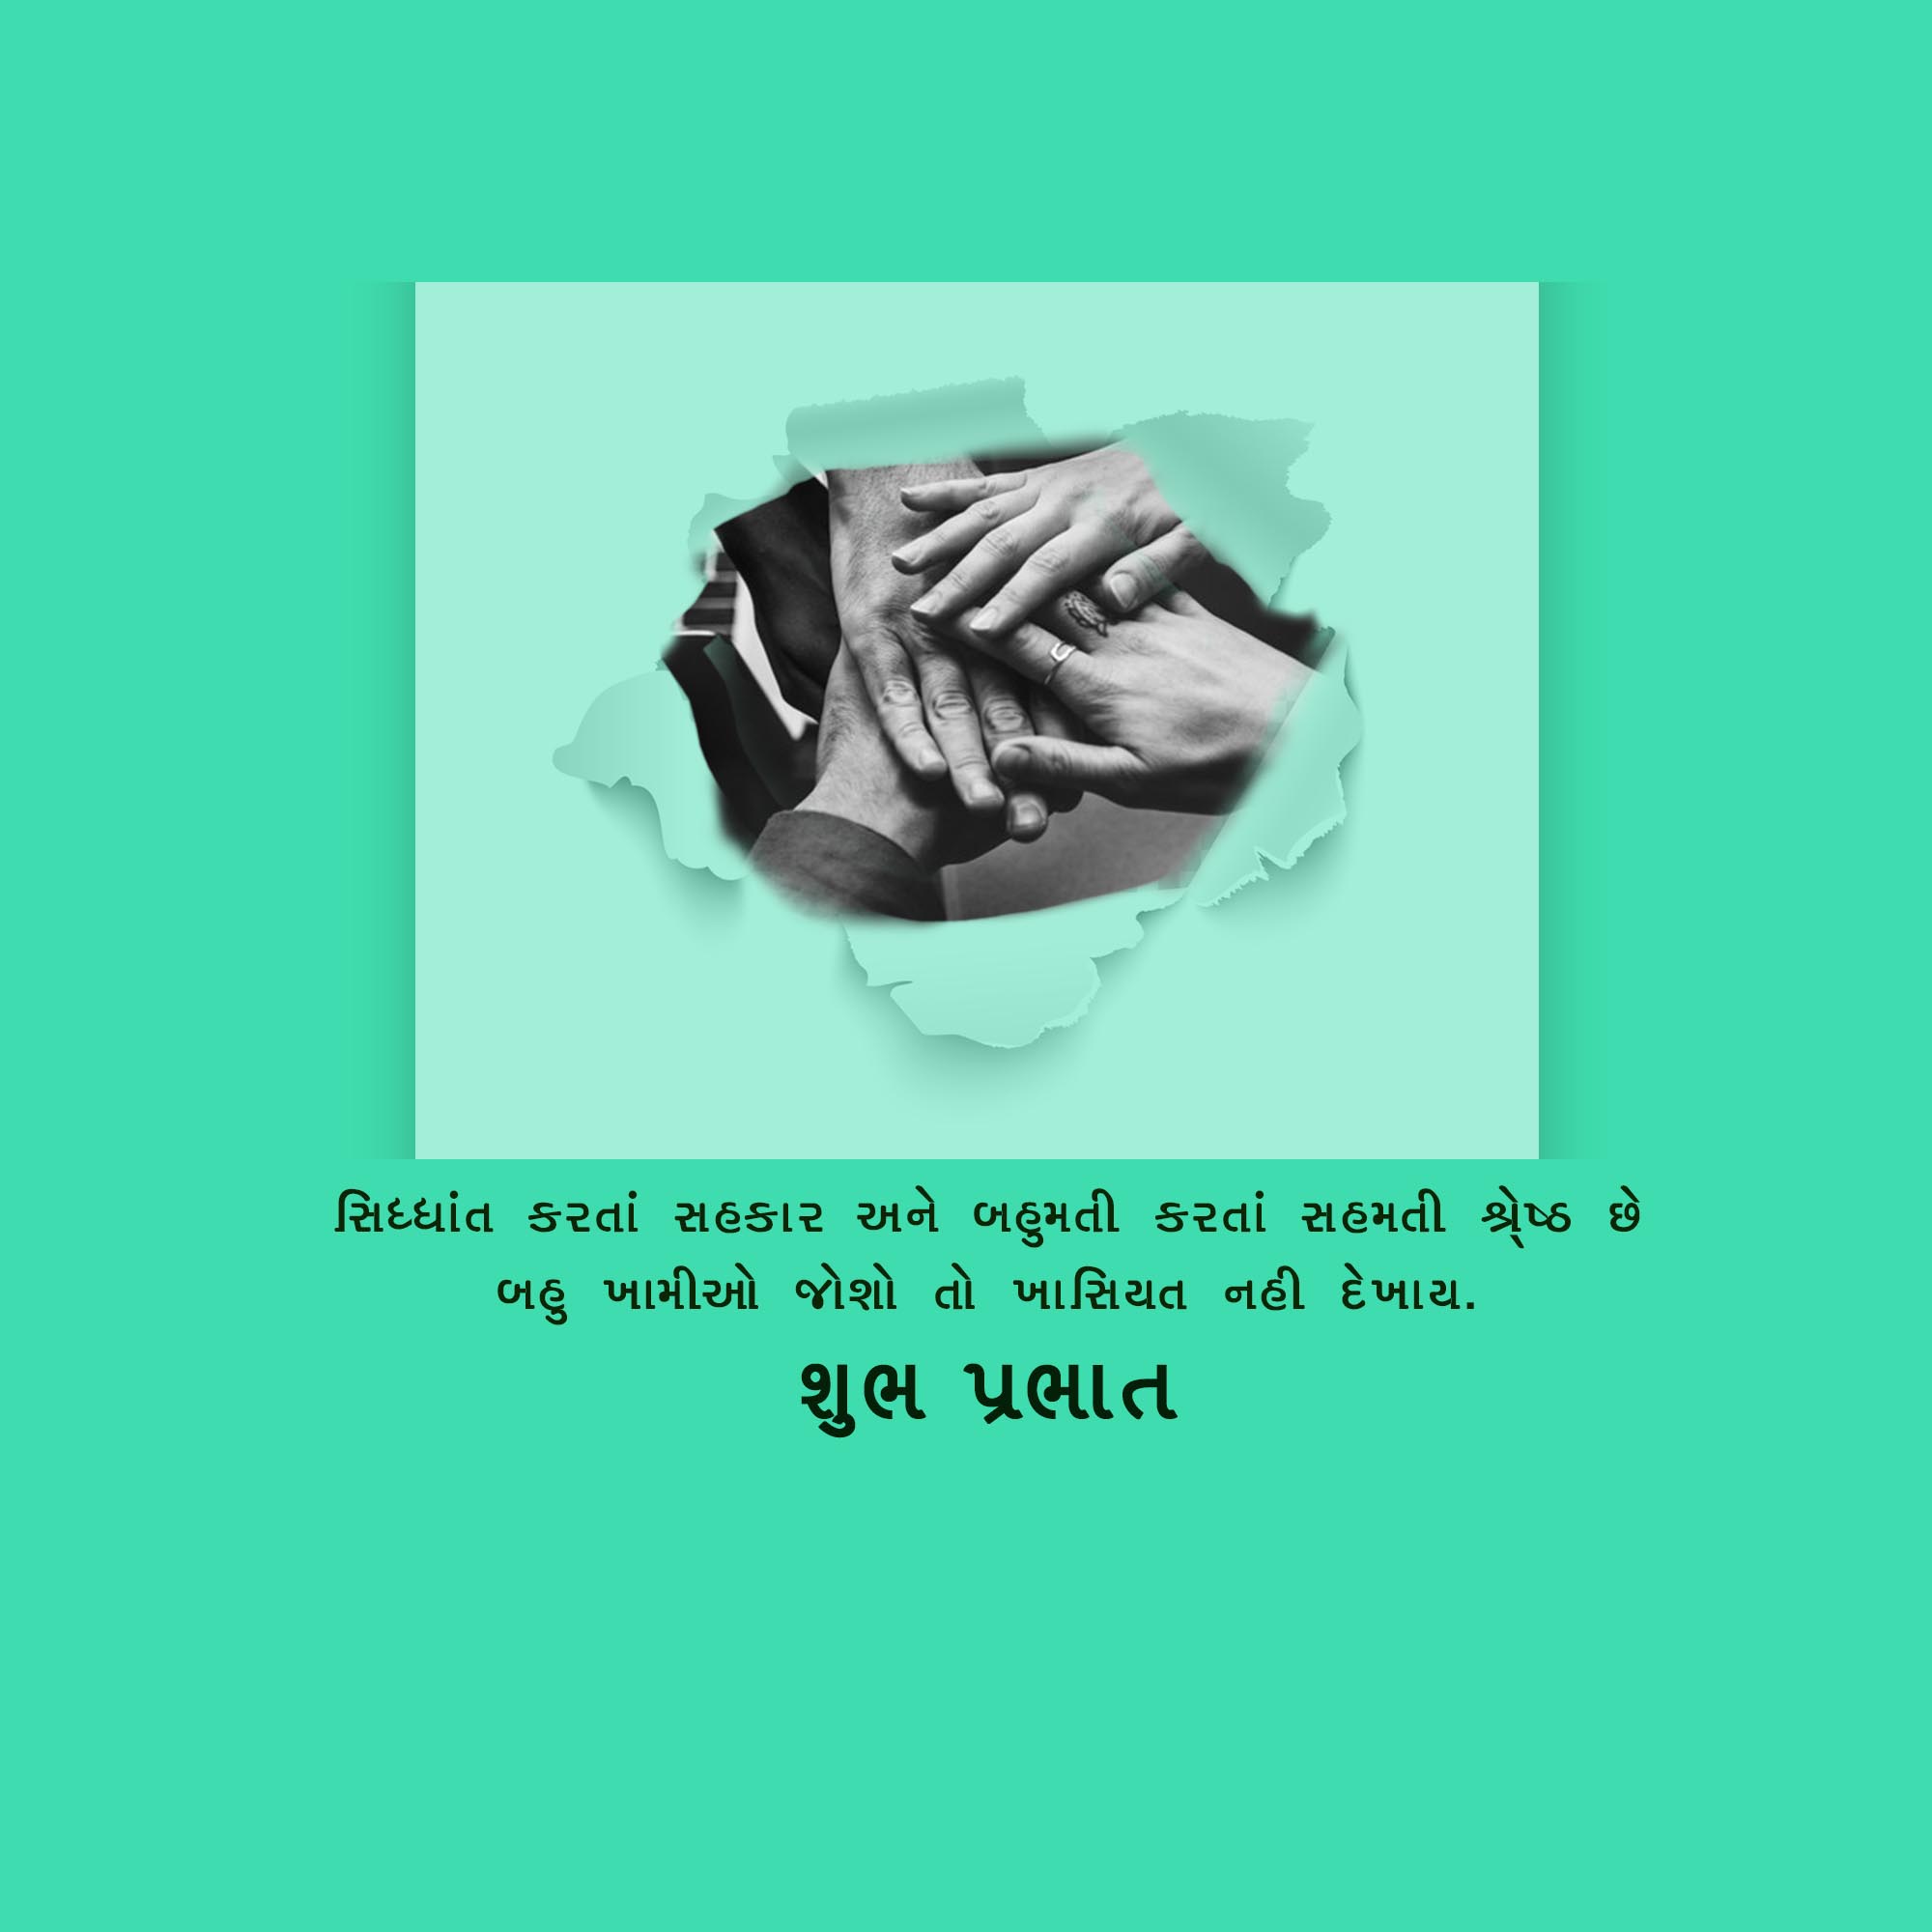 સિધ્ધાંત કરતાં સહકાર અને બહુમતી કરતાં સહમતી શ્રે્ષ્ઠ છે
બહુ ખામીઓ જોશો તો ખાસિયત નહી દેખાય.
શુભ પ્રભાત